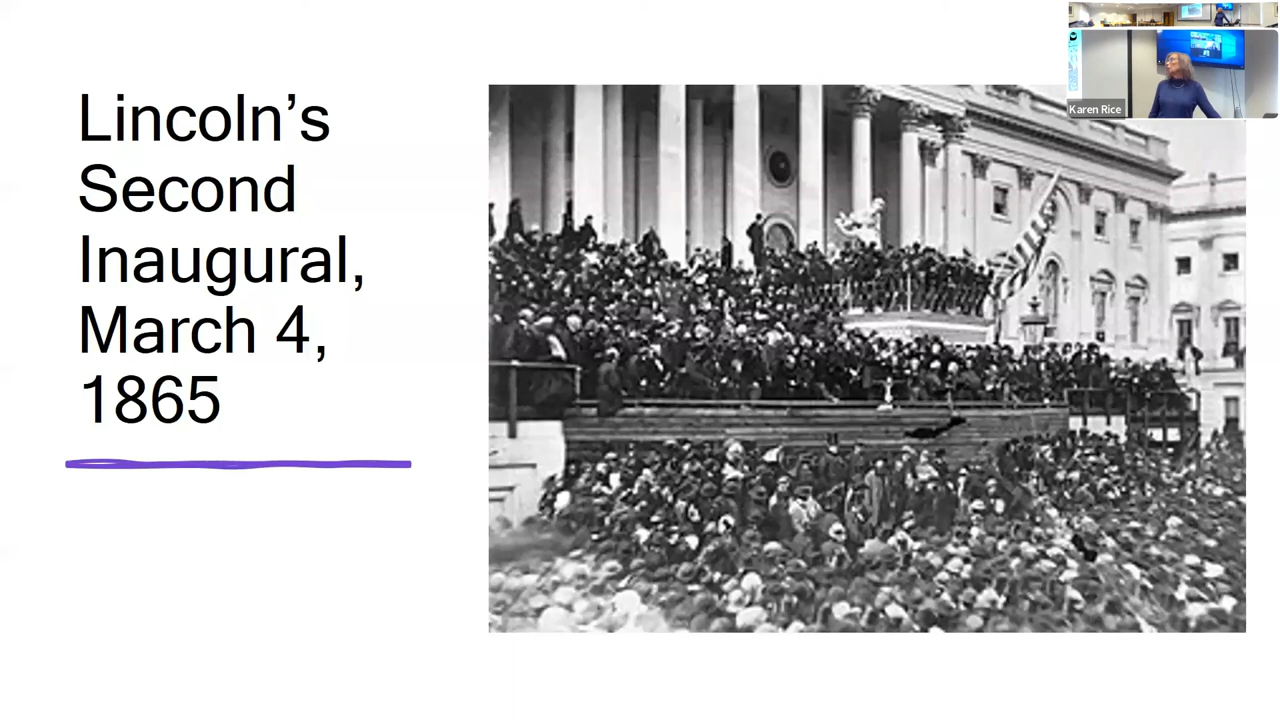 Lincoln’s
Second
Inaugural,
March 4,
1865
Karen Rice